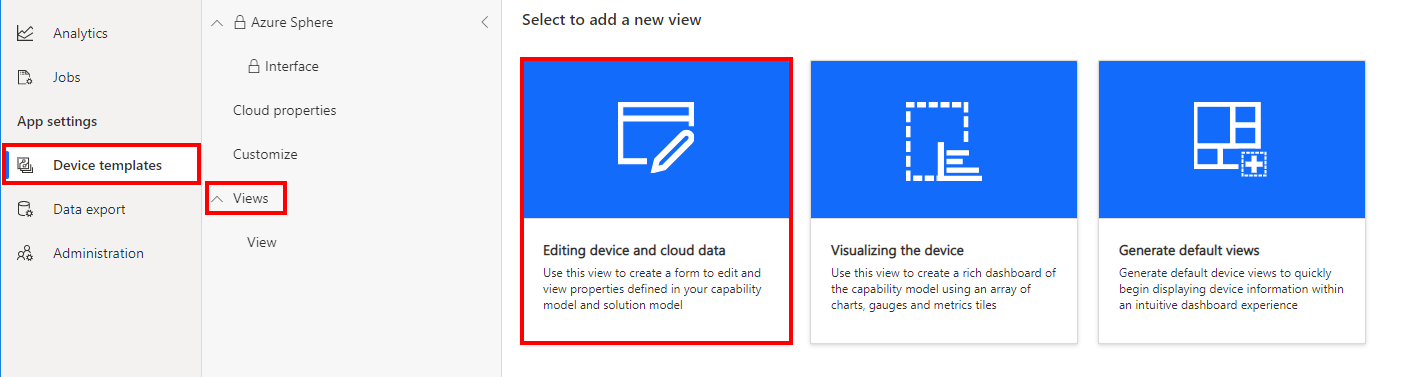 Analytics
Jobs
App settings
Device templates
Data export
Administration
Azure Sphere
Interface
Cloud properties
Customize
Views
View
Select to add a new view
Editing device and cloud data
Use this view to create a form to edit and
view properties defined in your capability
model and solution model
Visualizing the device
Use this view to create a rich dashboard of
the capability model using an array of
charts, gauges and metrics tiles
Generate default views
Generate default device views to quickly
begin displaying device information within
an intuitive dashboard experience